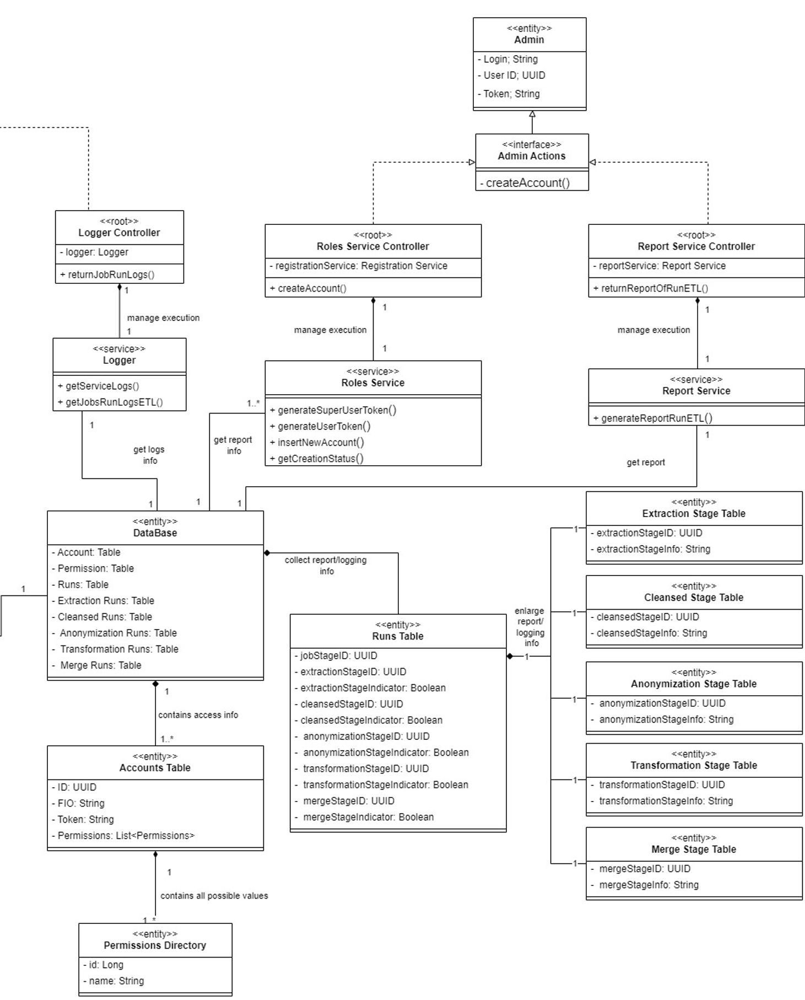 <<entity>>
Admin
- Login; String
- User ID; UUID
- Token; String
<<interface>>
Admin Actions
- createAccount()
<<root>>
Logger Controller
- logger: Logger
+ returnJobRunLogs()
1
manage execution
1
<<service>>
Logger
+ getServiceLogs()
+ getJobsRunLogsETL()
1
get logs
info
1
<<root>>
Roles Service Controller
- registrationService: Registration Service
+ createAccount()
1
manage execution
1
<<service>>
Roles Service
+ generateSuperUserToken()
+ generateUserToken()
+ insertNewAccount()
+ getCreationStatus()
1..*
get report
info
1
<<root>>
Report Service Controller
- reportService: Report Service
+ returnReportOfRunETL()
1
manage execution
1
<<service>>
Report Service
+ generateReportRunETL()
1
get report
1
<<entity>>
DataBase
- Account: Table
- Permission: Table
- Runs: Table
- Extraction Runs: Table
- Cleansed Runs: Table
- Anonymization Runs: Table
- Transformation Runs: Table
- Merge Runs: Table
1
collect report/logging
info
1
contains access info
1..*
<<entity>>
Accounts Table
- ID: UUID
- FIO: String
- Token: String
- Permissions: List<Permissions>
1
contains all possible values
1..*
<<entity>>
Permissions Directory
- id: Long
- name: String
<<entity>>
Runs Table
- jobStageID: UUID
- extractionStageID: UUID
- extractionStageIndicator: Boolean
- cleansedStageID: UUID
- cleansedStageIndicator: Boolean
- anonymizationStageID: UUID
- anonymizationStageIndicator: Boolean
- transformationStageID: UUID
- transformationStageIndicator: Boolean
- mergeStageID: UUID
- mergeStageIndicator: Boolean
enlarge
report/
logging
info
1
1
<<entity>>
Extraction Stage Table
- extractionStageID: UUID
- extractionStageInfo: String
1
<<entity>>
Cleansed Stage Table
- cleansedStageID: UUID
- cleansedStageInfo: String
1
<<entity>>
Anonymization Stage Table
- anonymizationStageID: UUID
- anonymizationStageInfo: String
1
<<entity>>
Transformation Stage Table
- transformationStageID: UUID
- transformationStageInfo: String
1
<<entity>>
Merge Stage Table
- mergeStageID: UUID
- mergeStageInfo: String